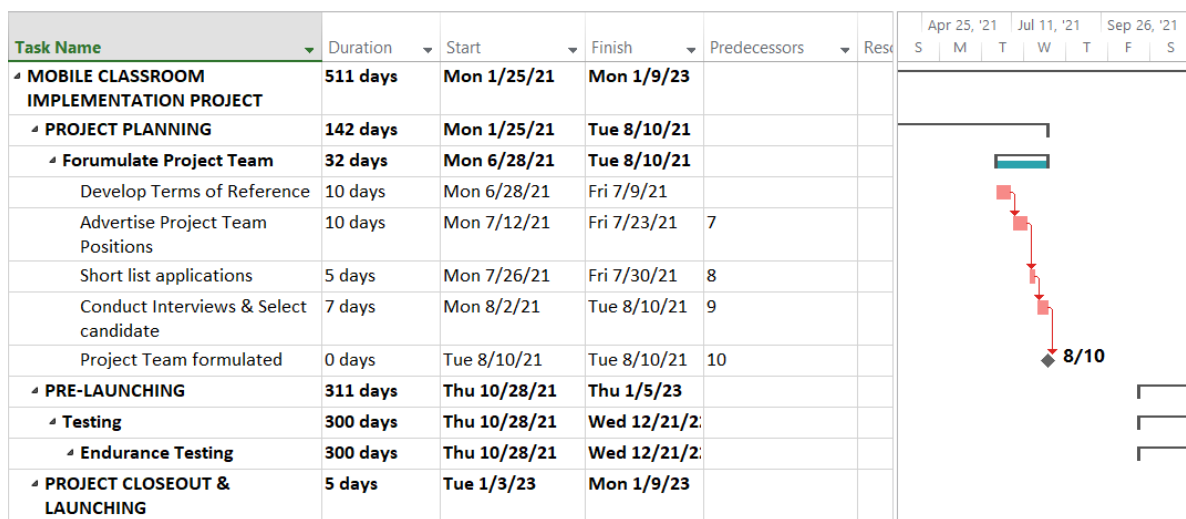 Apr 25, '21 Jul 11, '21 Sep 26, '21
Task Name Duration Start Finish Predecessors S M T W T F S
MOBILE CLASSROOM 511 days Mon 1/25/21 Mon 1/9/23
IMPLEMENTATION PROJECT
PROJECT PLANNING 142 days Mon 1/25/21 Tue 8/10/21
Forumulate Project Team 32 days Mon 6/28/21 Tue 8/10/21
Develop Terms of Reference 10 days Mon 6/28/21 Fri 7/9/21
Advertise Project Team 10 days Mon 7/12/21 Fri 7/23/21 7
Positions
Short list applications 5 days Mon 7/26/21 Fri 7/30/21 8
Conduct Interviews & Select 7 days Mon 8/2/21 Tue 8/10/21 9
candidate
Project Team formulated 0 days Tue 8/10/21 Tue 8/10/21 10 8/10
PRE-LAUNCHING 311 days Thu 10/28/21 Thu 1/5/23
Testing 300 days Thu 10/28/21 Wed
Endurance Testing 300 days Thu 10/28/21 Wed
PROJECT CLOSEOUT & 5 days Tue 1/3/23 Mon 1/9/23
LAUNCHING